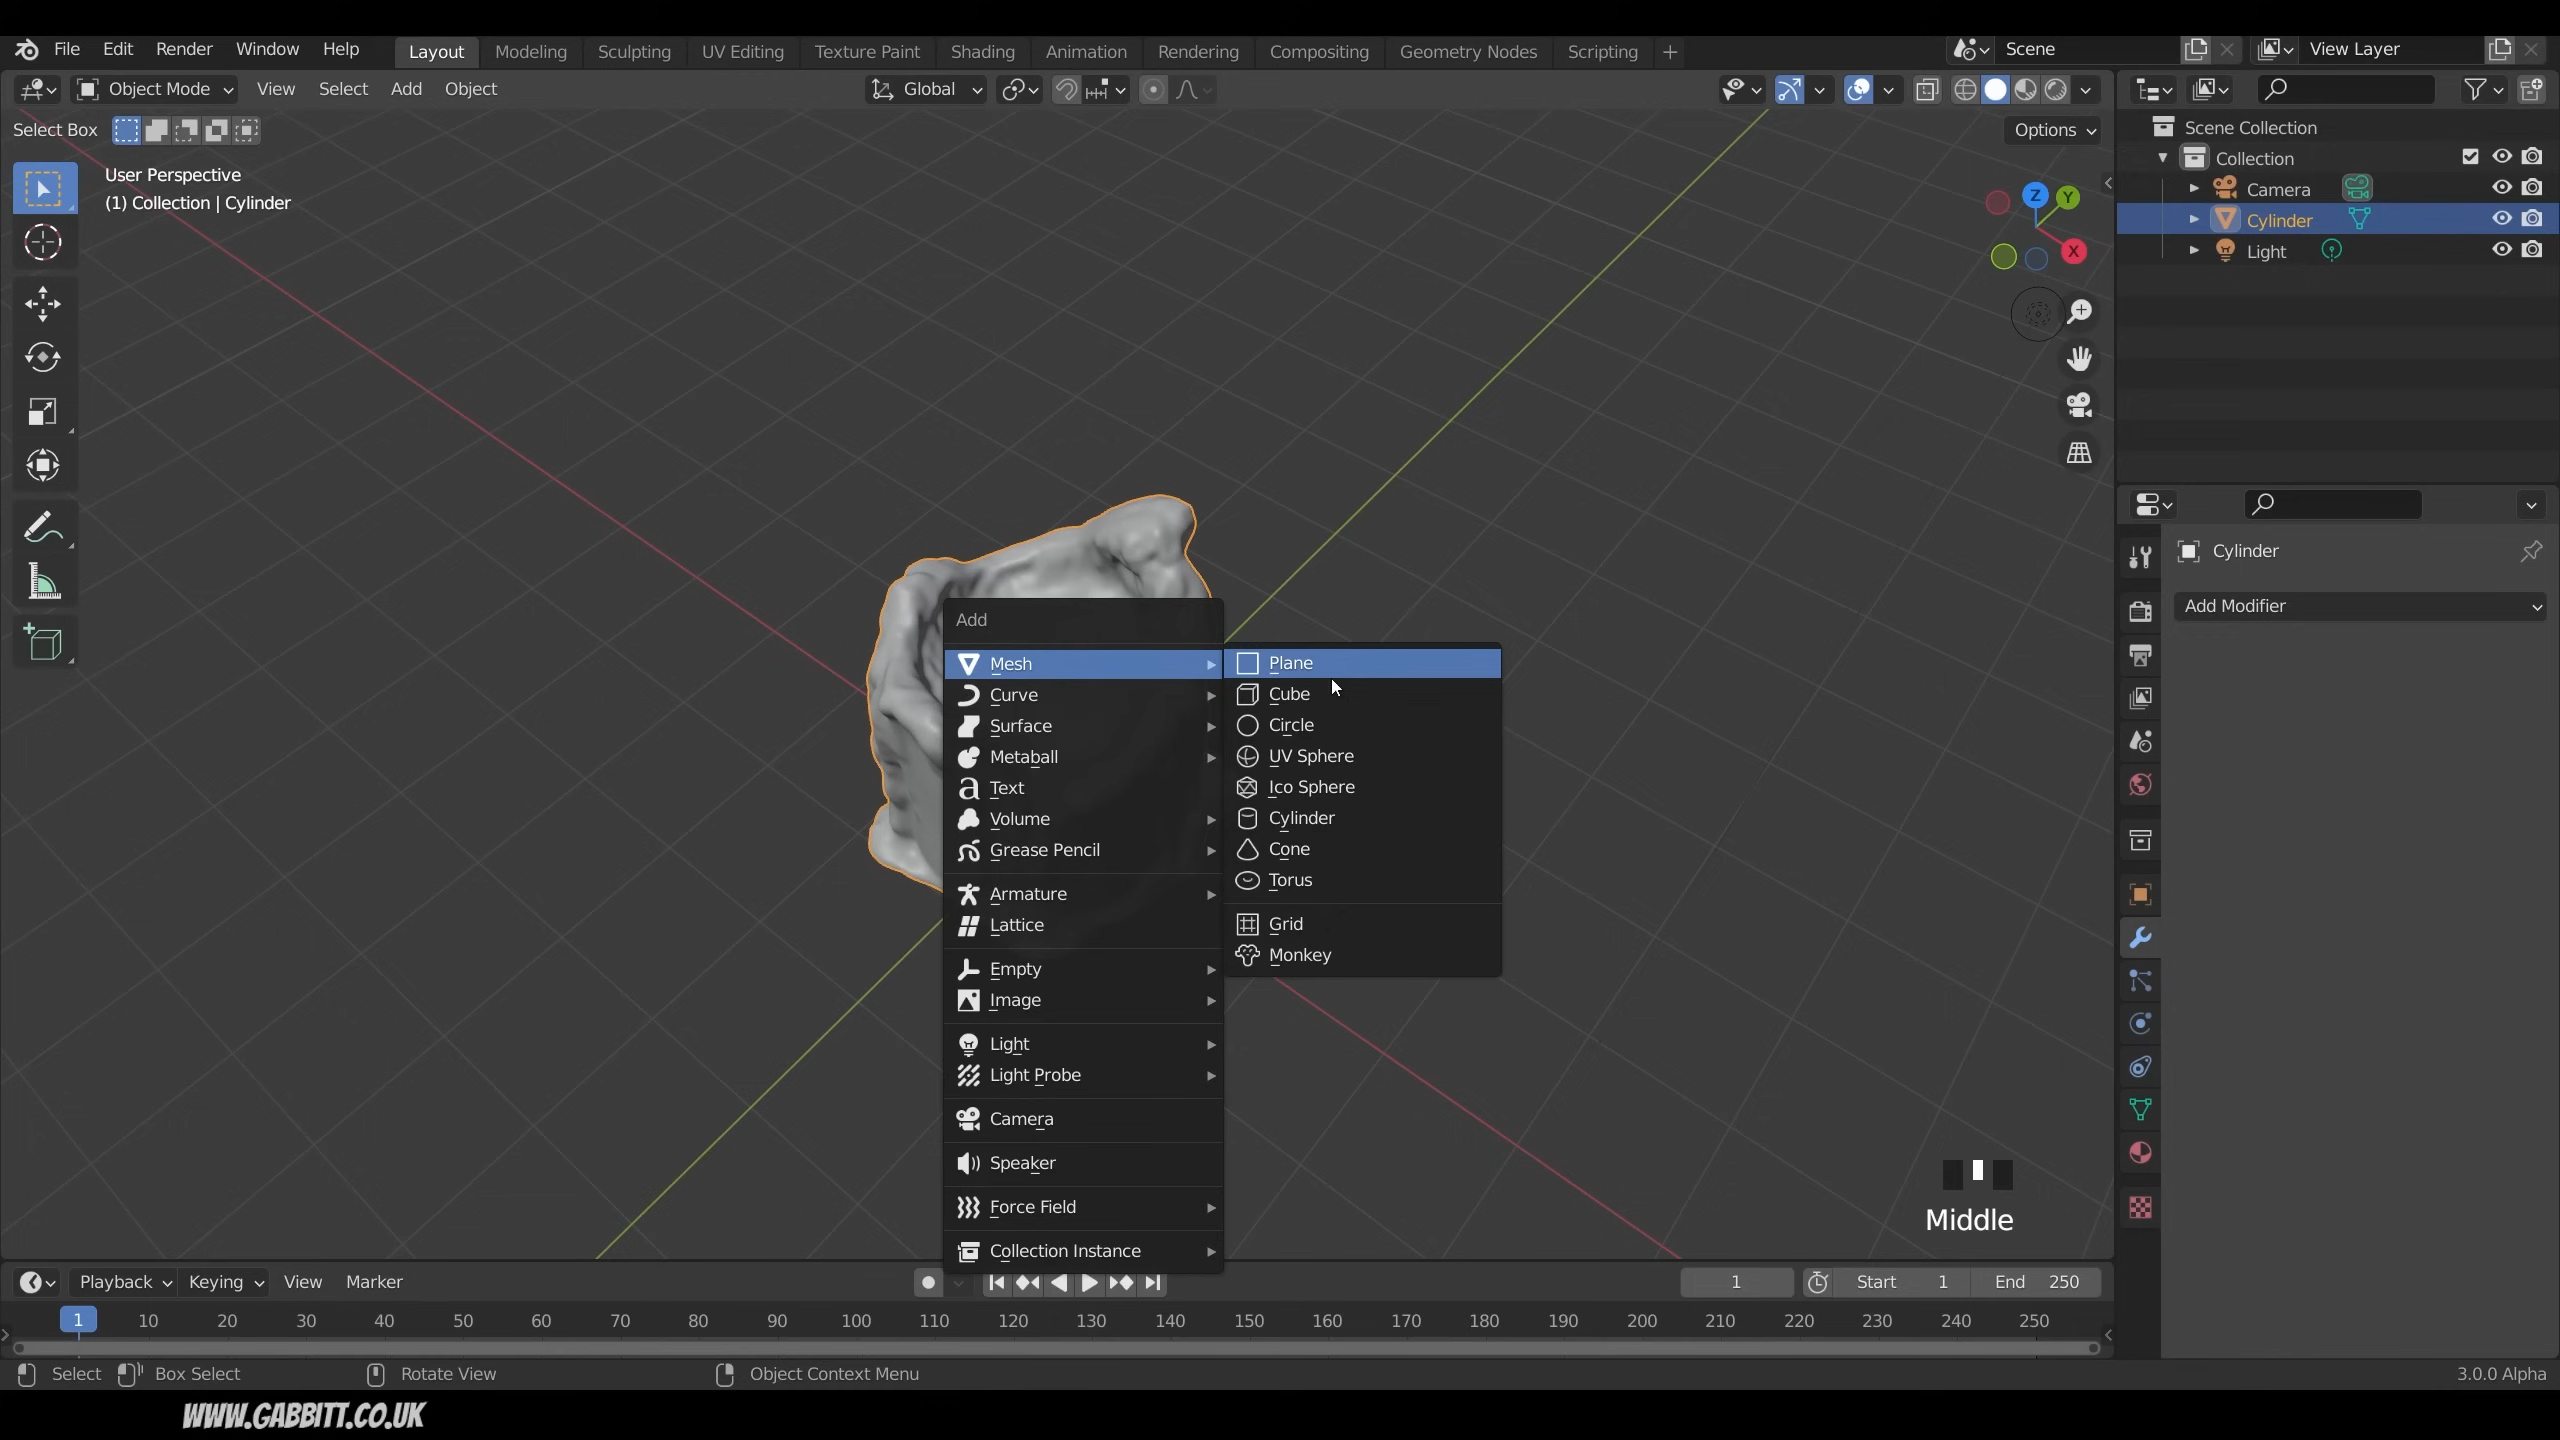 File Edit Render Window Help Layout Modeling Sculpting UV Editing Texture Paint Shading Animation Rendering Compositing Geometry Nodes Scripting + Scene View Layer
Object Mode View Select Add Object Global
Select Box Options
User Perspective
(1) Collection | Cylinder
Z Y X
Scene Collection
Collection
Camera
Cylinder
Light
Cylinder
Add Modifier
Add
Mesh
Curve
Surface
Metaball
Text
Volume
Grease Pencil
Armature
Lattice
Empty
Image
Light
Light Probe
Camera
Speaker
Force Field
Collection Instance
Plane
Cube
Circle
UV Sphere
Ico Sphere
Cylinder
Cone
Torus
Grid
Monkey
Middle
Playback Keying View Marker 1 Start 1 End 250
1 10 20 30 40 50 60 70 80 90 100 110 120 130 140 150 160 170 180 190 200 210 220 230 240 250
Select Box Select Rotate View Object Context Menu 3.0.0 Alpha
WWW.GABBITT.CO.UK